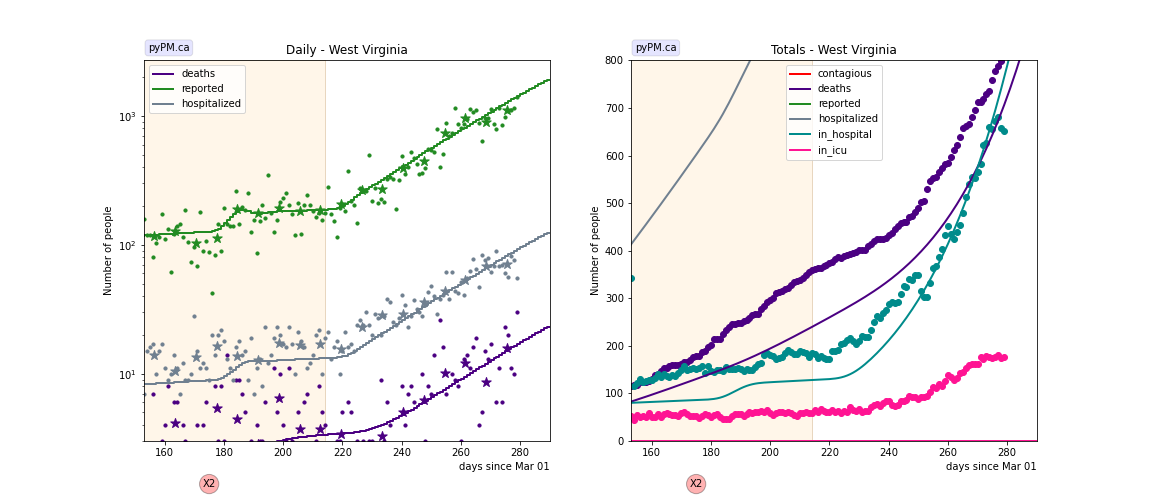 pyPM.ca
Daily - West Virginia
deaths
reported
hospitalized
10³
10²
10¹
Number of people
160 180 200 220 240 260 280
days since Mar 01
X2
pyPM.ca
Totals - West Virginia
contagious
deaths
reported
hospitalized
in_hospital
in_icu
800
700
600
500
400
300
200
100
0
Number of people
160 180 200 220 240 260 280
days since Mar 01
X2